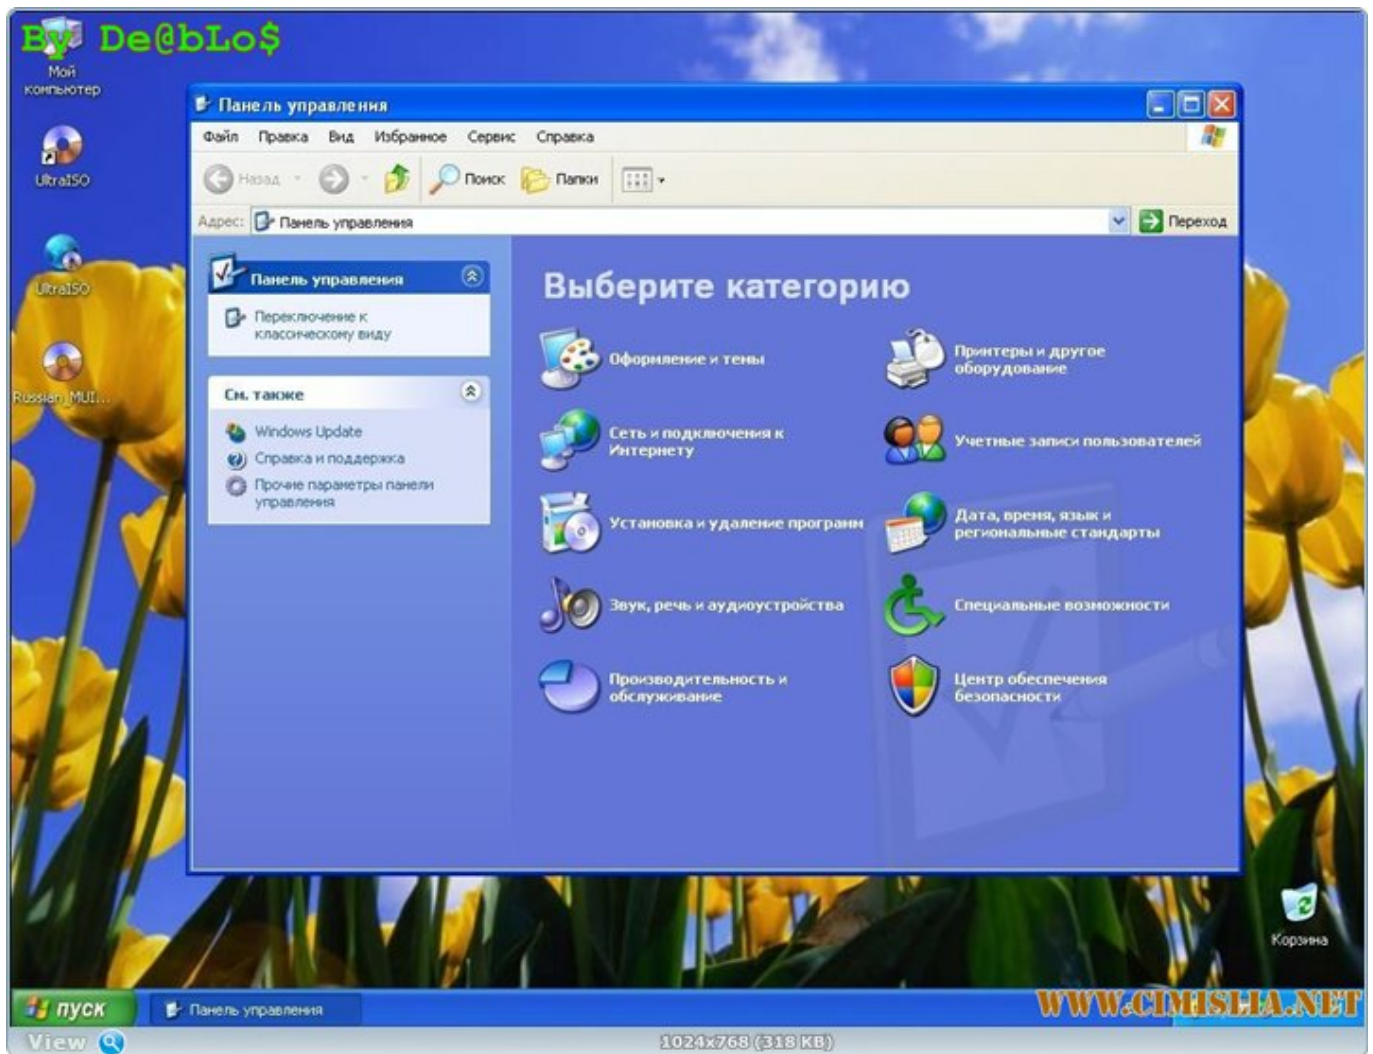 By De@bLo$
Мой
компьютер
UltraISO
UltraISO
Russian_MUI...
Панель управления
Файл Правка Вид Избранное Сервис Справка
Назад Поиск Папки
Адрес: Панель управления Переход
Панель управления
Переключение к
классическому виду
См. также
Windows Update
Справка и поддержка
Прочие параметры панели
управления
Выберите категорию
Оформление и темы
Принтеры и другое
оборудование
Сеть и подключения к
Интернету
Учетные записи пользователей
Установка и удаление программ
Дата, время, язык и
региональные стандарты
Звук, речь и аудиоустройства
Специальные возможности
Производительность и
обслуживание
Центр обеспечения
безопасности
Корзина
пуск Панель управления
WWW.CIMISLIA.NET
View 1024x768 (318 KB)